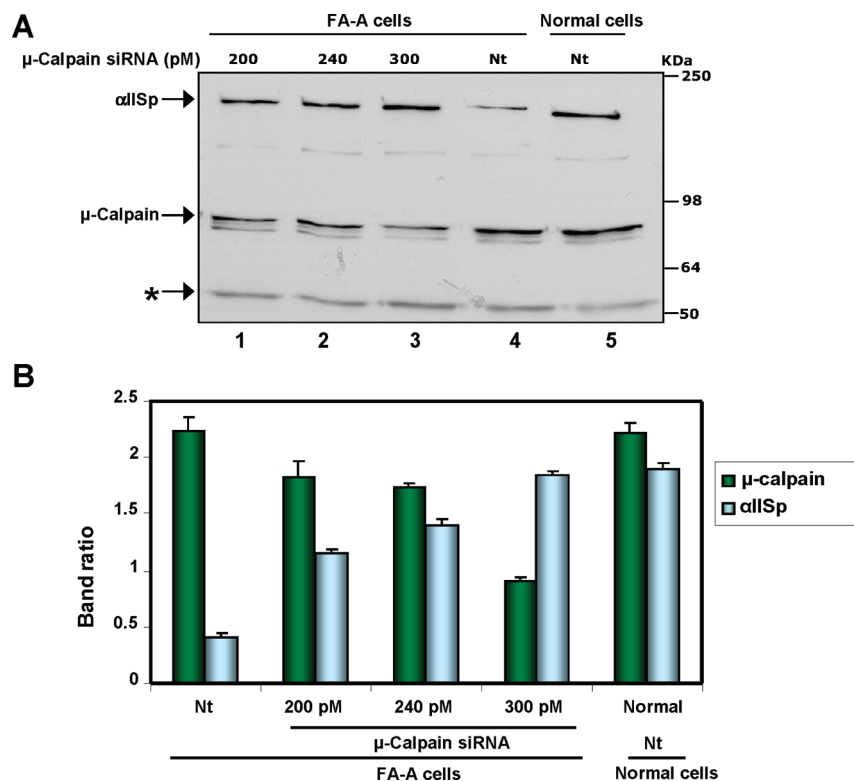 A
FA-A cells Normal cells
μ-Calpain siRNA (pM) 200 240 300 Nt Nt KDa
250
αIISp
98
μ-Calpain
64
*
50
1 2 3 4 5
B
2.5
2
1.5
1
0.5
0
Band ratio
μ-calpain
αIISp
Nt 200 pM 240 pM 300 pM Normal
μ-Calpain siRNA Nt
FA-A cells Normal cells